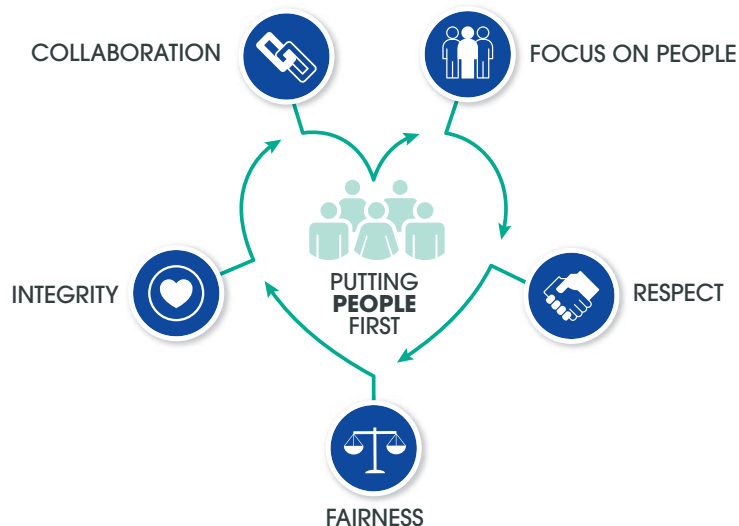 COLLABORATION
FOCUS ON PEOPLE
INTEGRITY
PUTTING
PEOPLE
FIRST
RESPECT
FAIRNESS